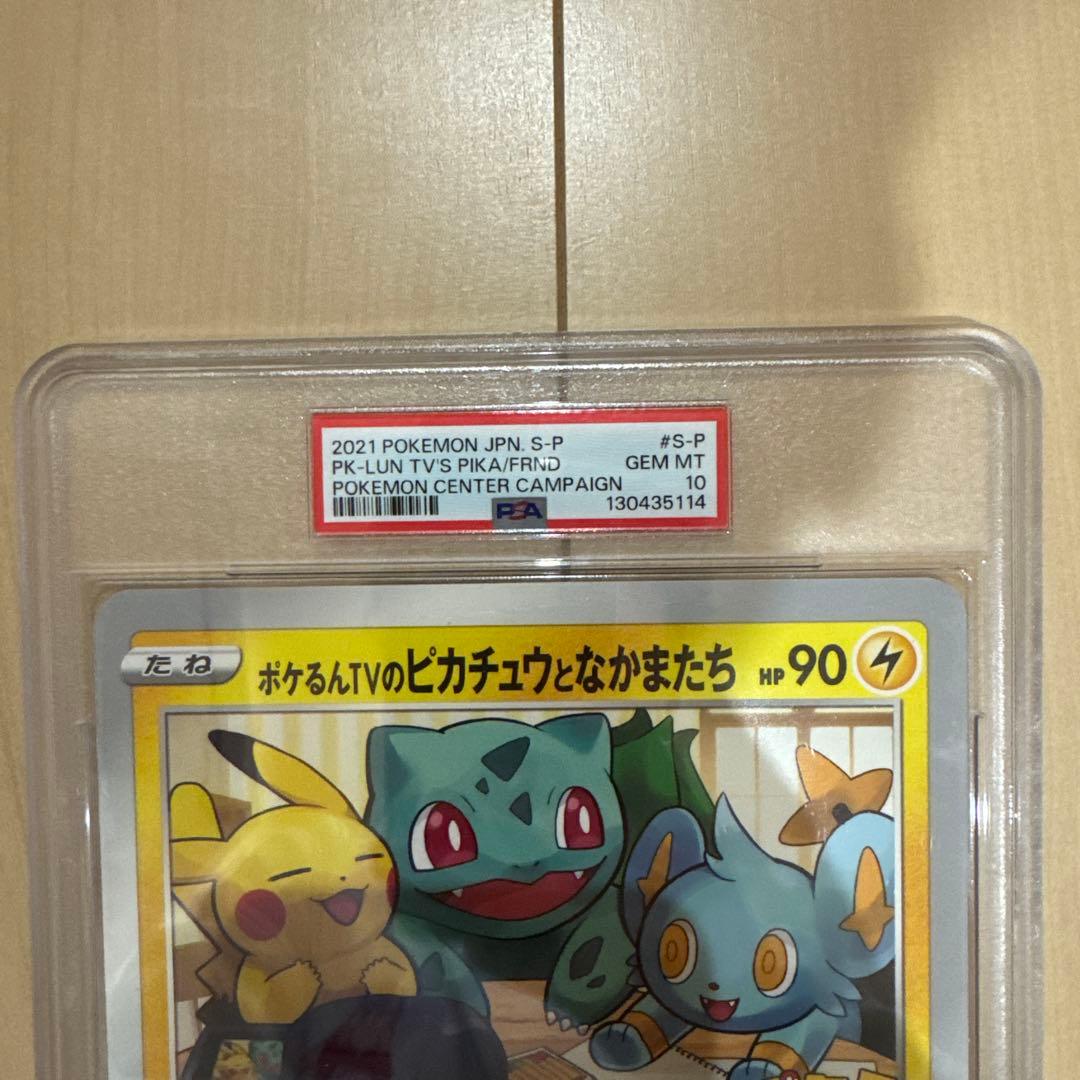 2021 POKEMON JPN. S-P #S-P
PK-LUN TV'S PIKA/FRND GEM MT
POKEMON CENTER CAMPAIGN 10
PSA 130435114
たね ポケるんTVのピカチュウとなかまたち HP 90